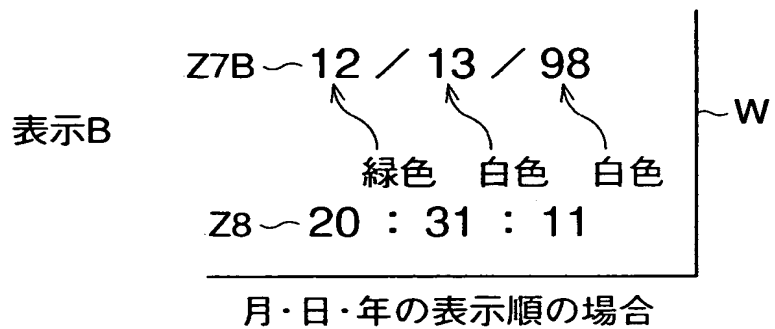 Z7B 12 / 13 / 98
W
表示B
緑色 白色 白色
Z8 20 : 31 : 11
月・日・年の表示順の場合